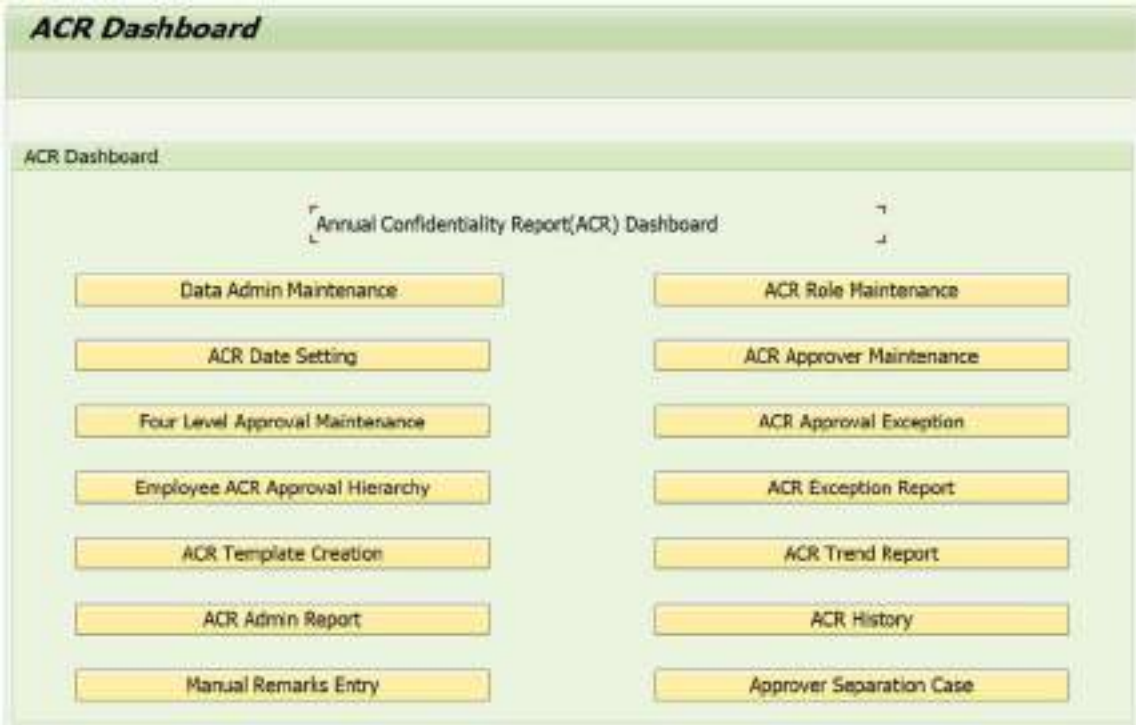 ACR Dashboard
ACR Dashboard
Annual Confidentiality Report(ACR) Dashboard
Data Admin Maintenance
ACR Role Maintenance
ACR Date Setting
ACR Approver Maintenance
Four Level Approval Maintenance
ACR Approval Exception
Employee ACR Approval Hierarchy
ACR Exception Report
ACR Template Creation
ACR Trend Report
ACR Admin Report
ACR History
Manual Remarks Entry
Approver Separation Case